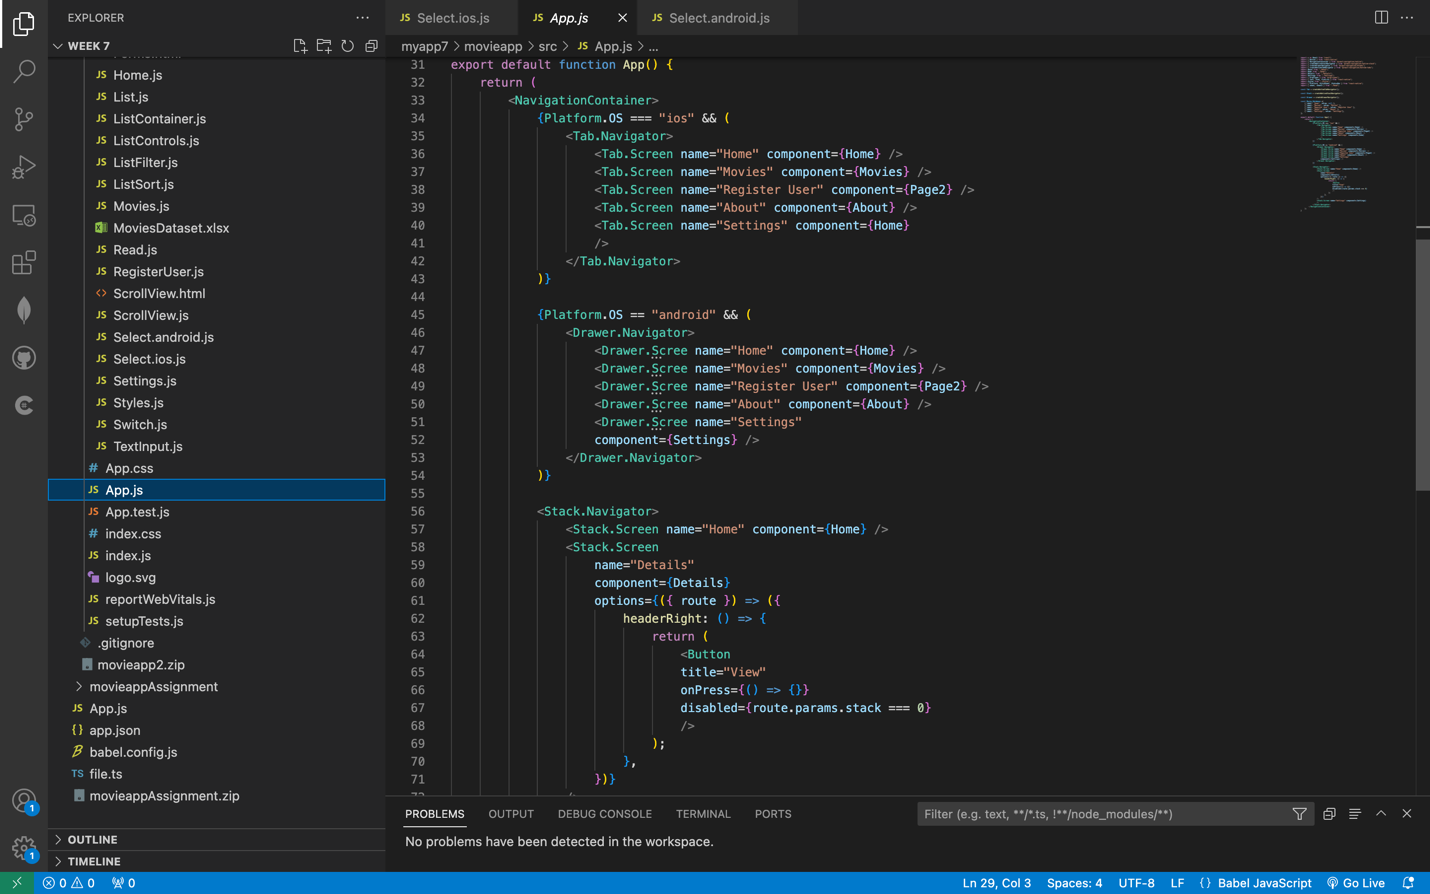 EXPLORER
WEEK 7
Home.js
List.js
ListContainer.js
ListControls.js
ListFilter.js
ListSort.js
Movies.js
MoviesDataset.xlsx
Read.js
RegisterUser.js
ScrollView.html
ScrollView.js
Select.android.js
Select.ios.js
Settings.js
Styles.js
Switch.js
TextInput.js
App.css
App.js
App.test.js
index.css
index.js
logo.svg
reportWebVitals.js
setupTests.js
.gitignore
movieapp2.zip
movieappAssignment
App.js
app.json
babel.config.js
file.ts
movieappAssignment.zip
OUTLINE
TIMELINE
Select.ios.js
App.js
Select.android.js
myapp7 > movieapp > src > JS App.js > ...
31 export default function App() {
32 return (
33 <NavigationContainer>
34 {Platform.OS === "ios" && (
35 <Tab.Navigator>
36 <Tab.Screen name="Home" component={Home} />
37 <Tab.Screen name="Movies" component={Movies} />
38 <Tab.Screen name="Register User" component={Page2} />
39 <Tab.Screen name="About" component={About} />
40 <Tab.Screen name="Settings" component={Home}
41 />
42 </Tab.Navigator>
43 )}
44
45 {Platform.OS == "android" && (
46 <Drawer.Navigator>
47 <Drawer.Scree name="Home" component={Home} />
48 <Drawer.Scree name="Movies" component={Movies} />
49 <Drawer.Scree name="Register User" component={Page2} />
50 <Drawer.Scree name="About" component={About} />
51 <Drawer.Scree name="Settings"
52 component={Settings} />
53 </Drawer.Navigator>
54 )}
55
56 <Stack.Navigator>
57 <Stack.Screen name="Home" component={Home} />
58 <Stack.Screen
59 name="Details"
60 component={Details}
61 options={({ route }) => ({
62 headerRight: () => {
63 return (
64 <Button
65 title="View"
66 onPress={() => {}}
67 disabled={route.params.stack === 0}
68 />
69 );
70 },
71 })}
PROBLEMS OUTPUT DEBUG CONSOLE TERMINAL PORTS
Filter (e.g. text, **/*.ts, !**/node_modules/**)
No problems have been detected in the workspace.
1
1
0 0 0
Ln 29, Col 3 Spaces: 4 UTF-8 LF {} Babel JavaScript Go Live